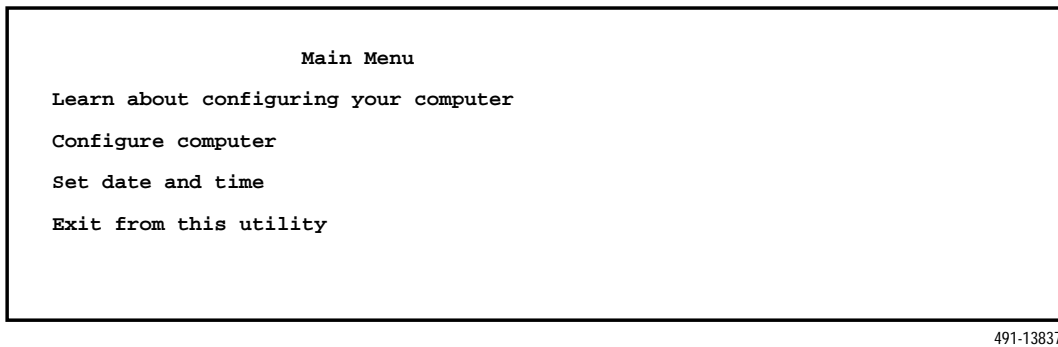 Main Menu
Learn about configuring your computer
Configure computer
Set date and time
Exit from this utility
491-13837